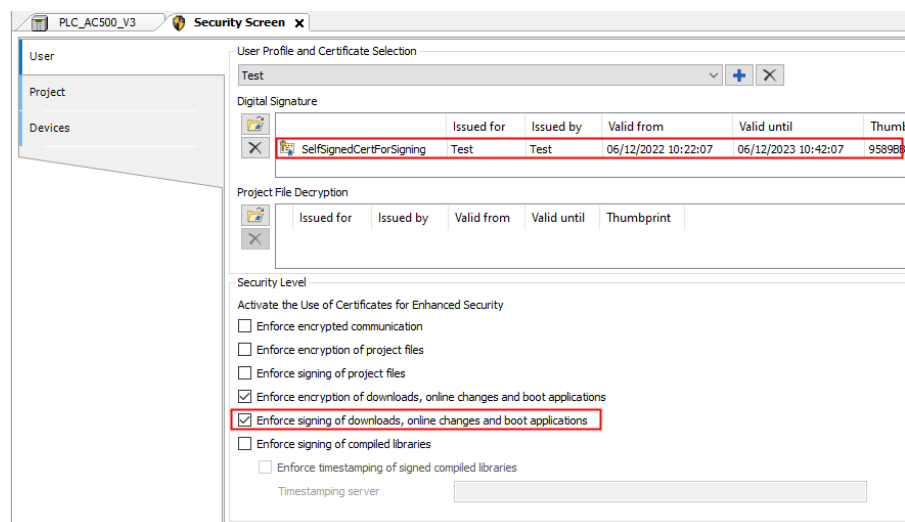 PLC_AC500_V3 Security Screen
User
Project
Devices
User Profile and Certificate Selection
Test
Digital Signature
Issued for Issued by Valid from Valid until Thumb
SelfSignedCertForSigning Test Test 06/12/2022 10:22:07 06/12/2023 10:42:07 9589BB
Project File Decryption
Issued for Issued by Valid from Valid until Thumbprint
Security Level
Activate the Use of Certificates for Enhanced Security
Enforce encrypted communication
Enforce encryption of project files
Enforce signing of project files
Enforce encryption of downloads, online changes and boot applications
Enforce signing of downloads, online changes and boot applications
Enforce signing of compiled libraries
Enforce timestamping of signed compiled libraries
Timestamping server